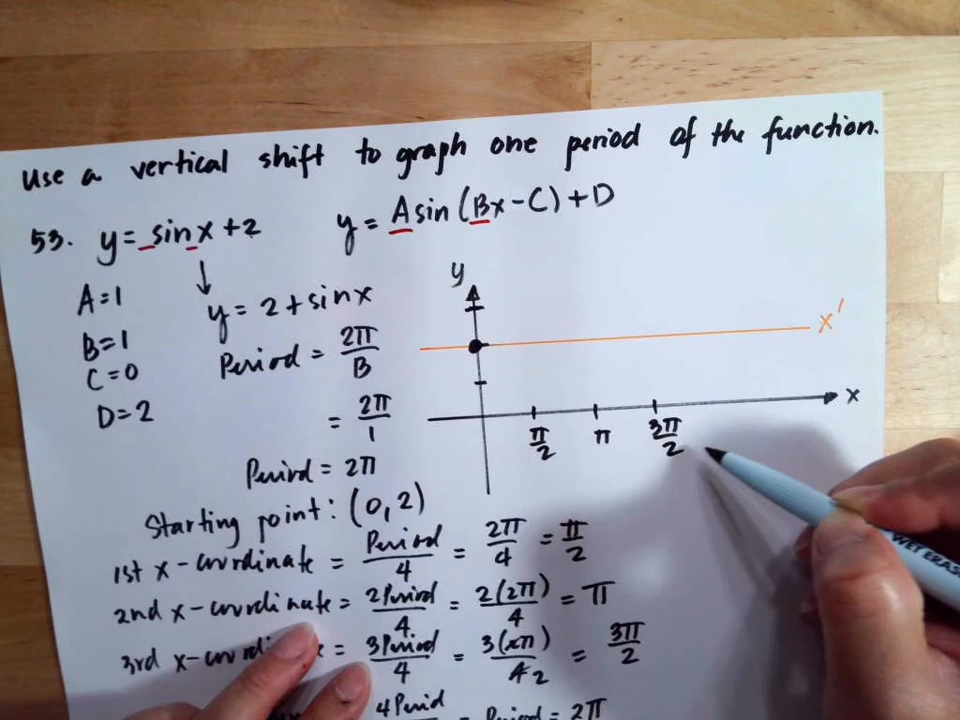 Use a vertical shift to graph one period of the function.
53. y = sin x + 2
y = A sin (Bx - C) + D
A = 1
B = 1
C = 0
D = 2
y = 2 + sin x
Period = 2π/B
= 2π/1
Period = 2π
Starting point: (0, 2)
1st x-coordinate = Period/4 = 2π/4 = π/2
2nd x-coordinate = 2Period/4 = 2(2π)/4 = π
3rd x- = 3Period/4 = 3(2π)/4 2 = 3π/2
4Period = Period = 2π
y
x'
x
π/2
π
3π/2
WET ERAS